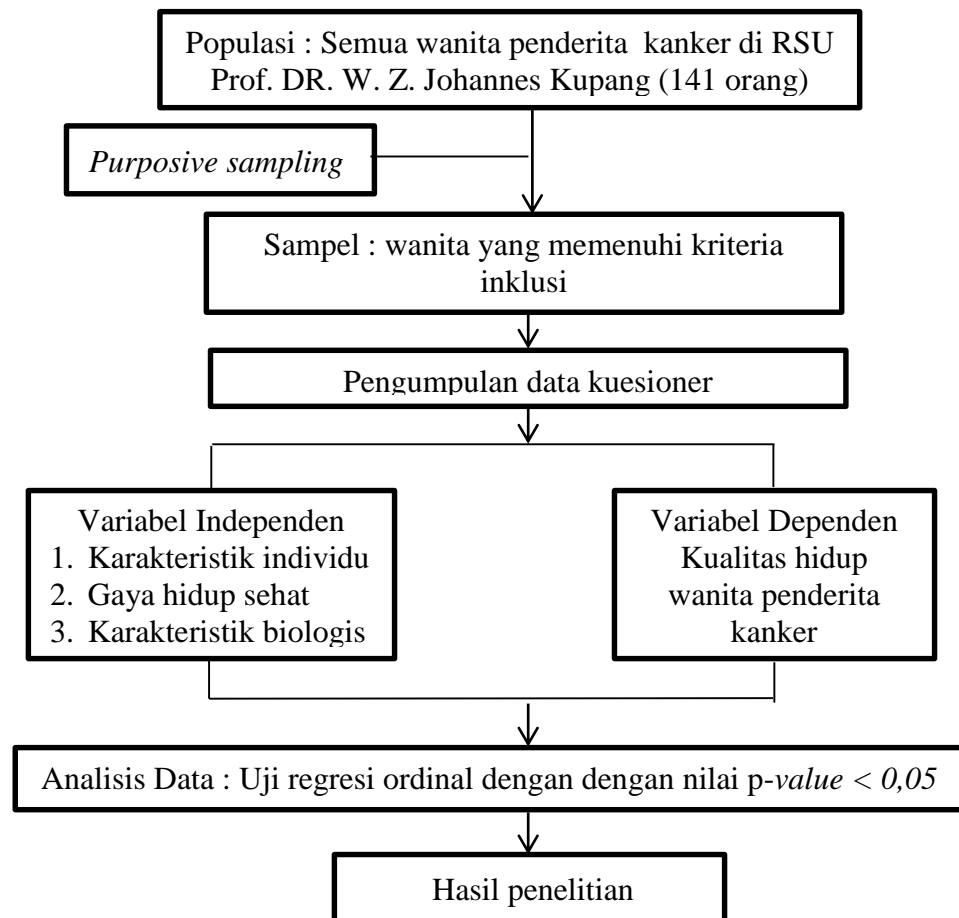 Populasi : Semua wanita penderita kanker di RSU
Prof. DR. W. Z. Johannes Kupang (141 orang)
Purposive sampling
Sampel : wanita yang memenuhi kriteria
inklusi
Pengumpulan data kuesioner
Variabel Independen
1. Karakteristik individu
2. Gaya hidup sehat
3. Karakteristik biologis
Variabel Dependen
Kualitas hidup
wanita penderita
kanker
Analisis Data : Uji regresi ordinal dengan dengan nilai p-value < 0,05
Hasil penelitian